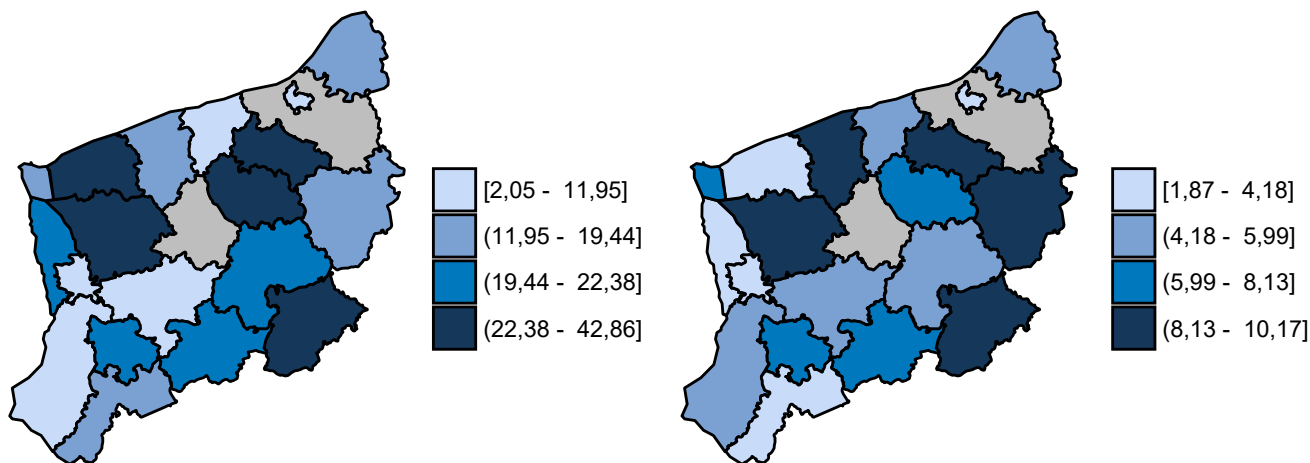 [2,05 - 11,95]
(11,95 - 19,44]
(19,44 - 22,38]
(22,38 - 42,86]
[1,87 - 4,18]
(4,18 - 5,99]
(5,99 - 8,13]
(8,13 - 10,17]